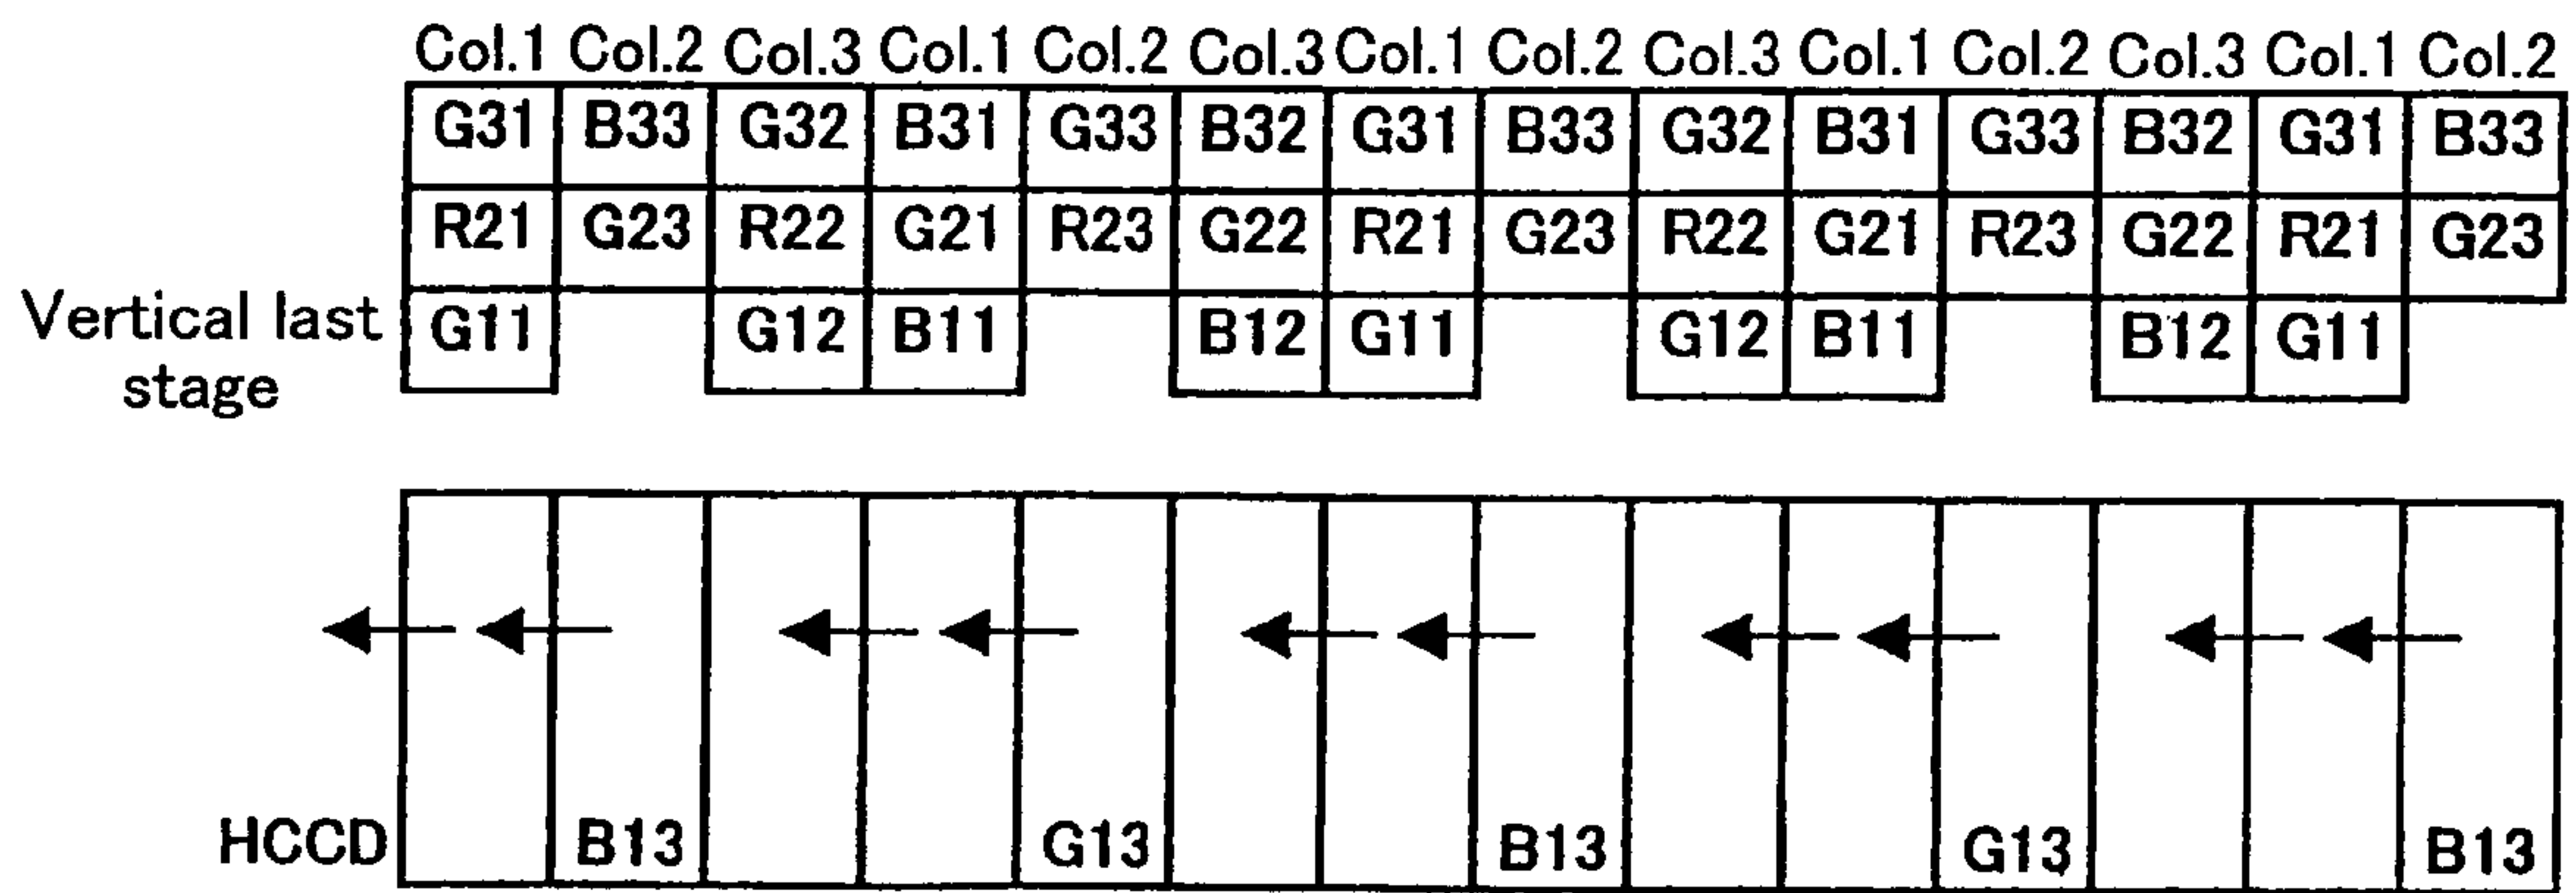 Col.1 Col.2 Col.3 Col.1 Col.2 Col.3 Col.1 Col.2 Col.3 Col.1 Col.2 Col.3 Col.1 Col.2
G31 B33 G32 B31 G33 B32 G31 B33 G32 B31 G33 B32 G31 B33
R21 G23 R22 G21 R23 G22 R21 G23 R22 G21 R23 G22 R21 G23
Vertical last stage
G11 G12 B11 B12 G11 G12 B11 B12 G11
HCCD B13 G13 B13 G13 B13